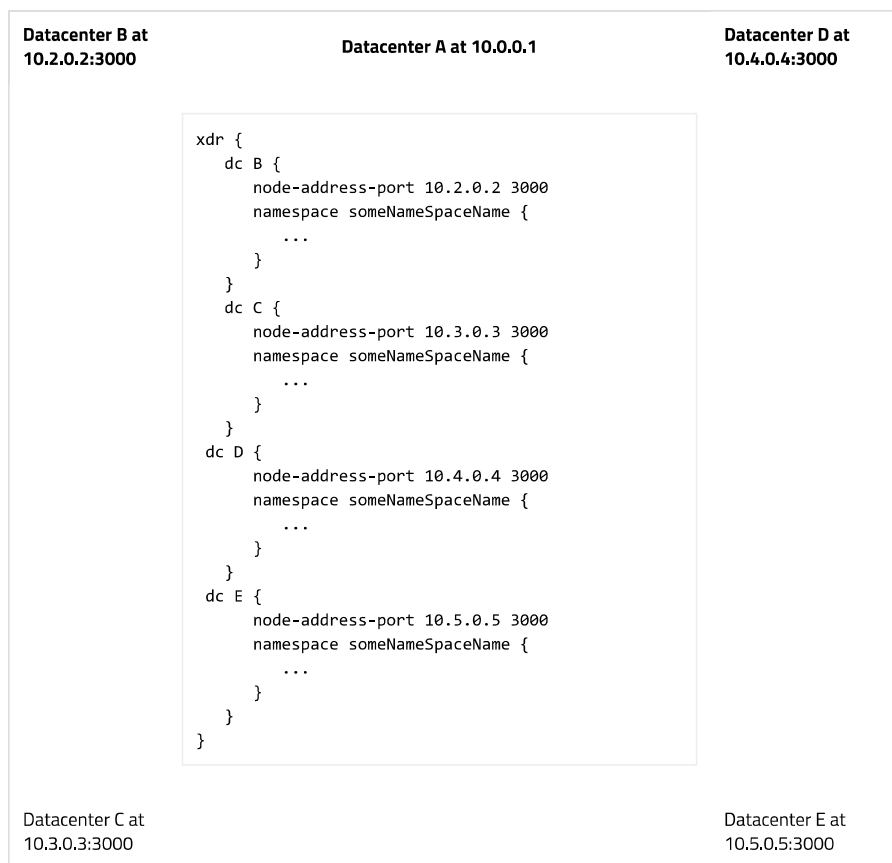 Datacenter B at
10.2.0.2:3000
Datacenter A at 10.0.0.1
Datacenter D at
10.4.0.4:3000
xdr {
   dc B {
      node-address-port 10.2.0.2 3000
      namespace someNameSpaceName {
         ...
      }
   }
   dc C {
      node-address-port 10.3.0.3 3000
      namespace someNameSpaceName {
         ...
      }
   }
 dc D {
      node-address-port 10.4.0.4 3000
      namespace someNameSpaceName {
         ...
      }
   }
 dc E {
      node-address-port 10.5.0.5 3000
      namespace someNameSpaceName {
         ...
      }
   }
}
Datacenter C at
10.3.0.3:3000
Datacenter E at
10.5.0.5:3000